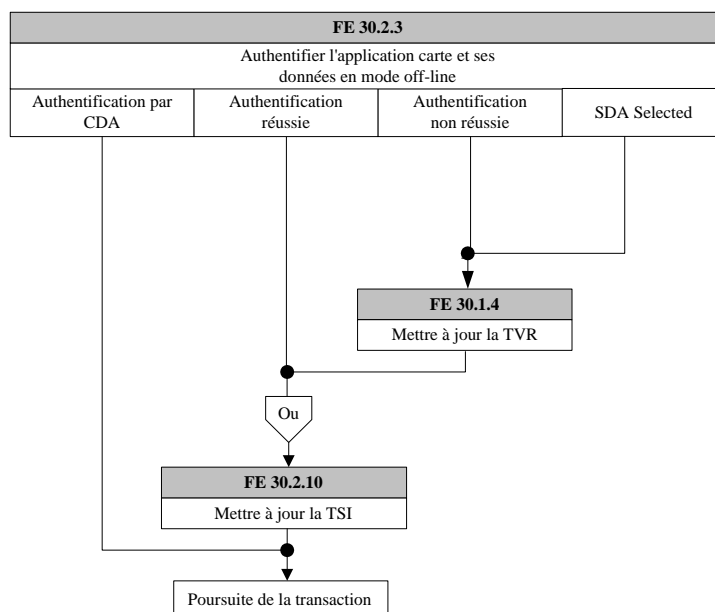 FE 30.2.3
Authentifier l'application carte et ses
données en mode off-line
Authentification par
CDA
Authentification
réussie
Authentification
non réussie
SDA Selected
FE 30.1.4
Mettre à jour la TVR
Ou
FE 30.2.10
Mettre à jour la TSI
Poursuite de la transaction